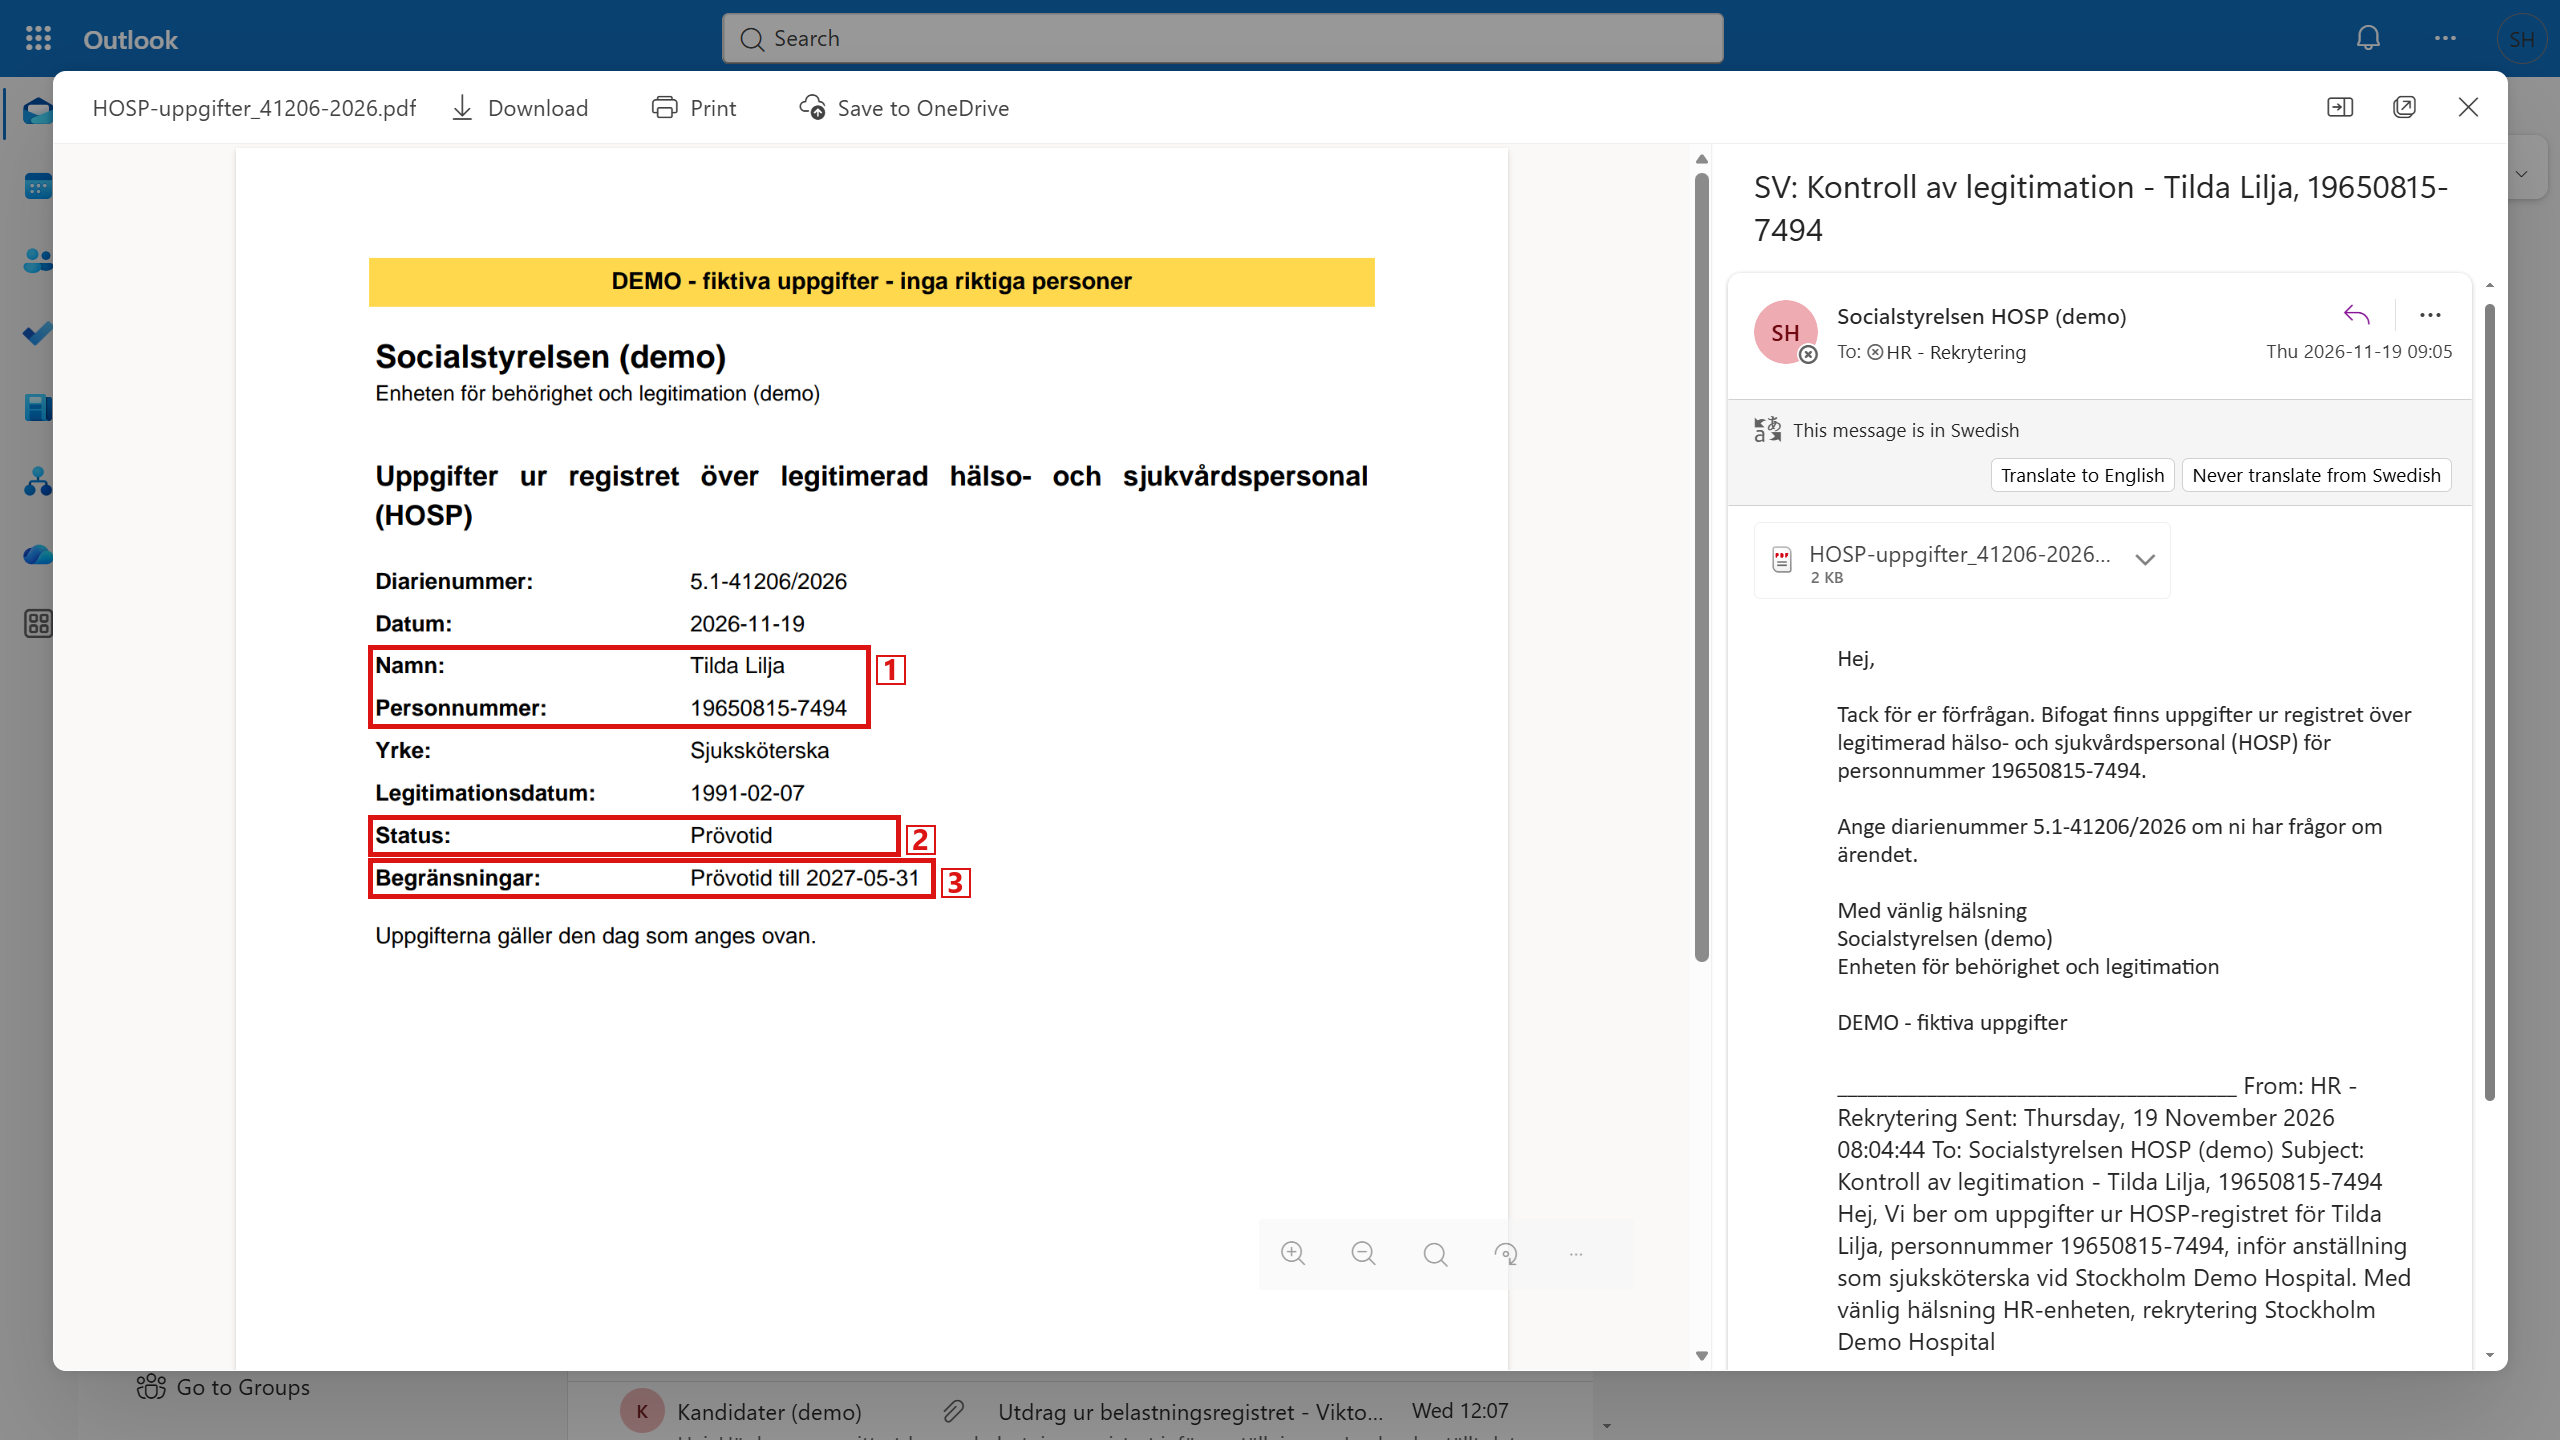 Outlook
Search
SH
HOSP-uppgifter_41206-2026.pdf
Download
Print
Save to OneDrive
DEMO - fiktiva uppgifter - inga riktiga personer
Socialstyrelsen (demo)
Enheten för behörighet och legitimation (demo)
Uppgifter ur registret över legitimerad hälso- och sjukvårdspersonal
(HOSP)
Diarienummer: 5.1-41206/2026
Datum: 2026-11-19
Namn: Tilda Lilja
1
Personnummer: 19650815-7494
Yrke: Sjuksköterska
Legitimationsdatum: 1991-02-07
Status: Prövotid
2
Begränsningar: Prövotid till 2027-05-31
3
Uppgifterna gäller den dag som anges ovan.
SV: Kontroll av legitimation - Tilda Lilja, 19650815-
7494
SH
Socialstyrelsen HOSP (demo)
To: HR - Rekrytering
Thu 2026-11-19 09:05
This message is in Swedish
Translate to English
Never translate from Swedish
HOSP-uppgifter_41206-2026...
2 KB
Hej,
Tack för er förfrågan. Bifogat finns uppgifter ur registret över
legitimerad hälso- och sjukvårdspersonal (HOSP) för
personnummer 19650815-7494.
Ange diarienummer 5.1-41206/2026 om ni har frågor om
ärendet.
Med vänlig hälsning
Socialstyrelsen (demo)
Enheten för behörighet och legitimation
DEMO - fiktiva uppgifter
________________________________ From: HR -
Rekrytering Sent: Thursday, 19 November 2026
08:04:44 To: Socialstyrelsen HOSP (demo) Subject:
Kontroll av legitimation - Tilda Lilja, 19650815-7494
Hej, Vi ber om uppgifter ur HOSP-registret för Tilda
Lilja, personnummer 19650815-7494, inför anställning
som sjuksköterska vid Stockholm Demo Hospital. Med
vänlig hälsning HR-enheten, rekrytering Stockholm
Demo Hospital
Go to Groups
K
Kandidater (demo)
Utdrag ur belastningsregistret - Vikto...
Wed 12:07